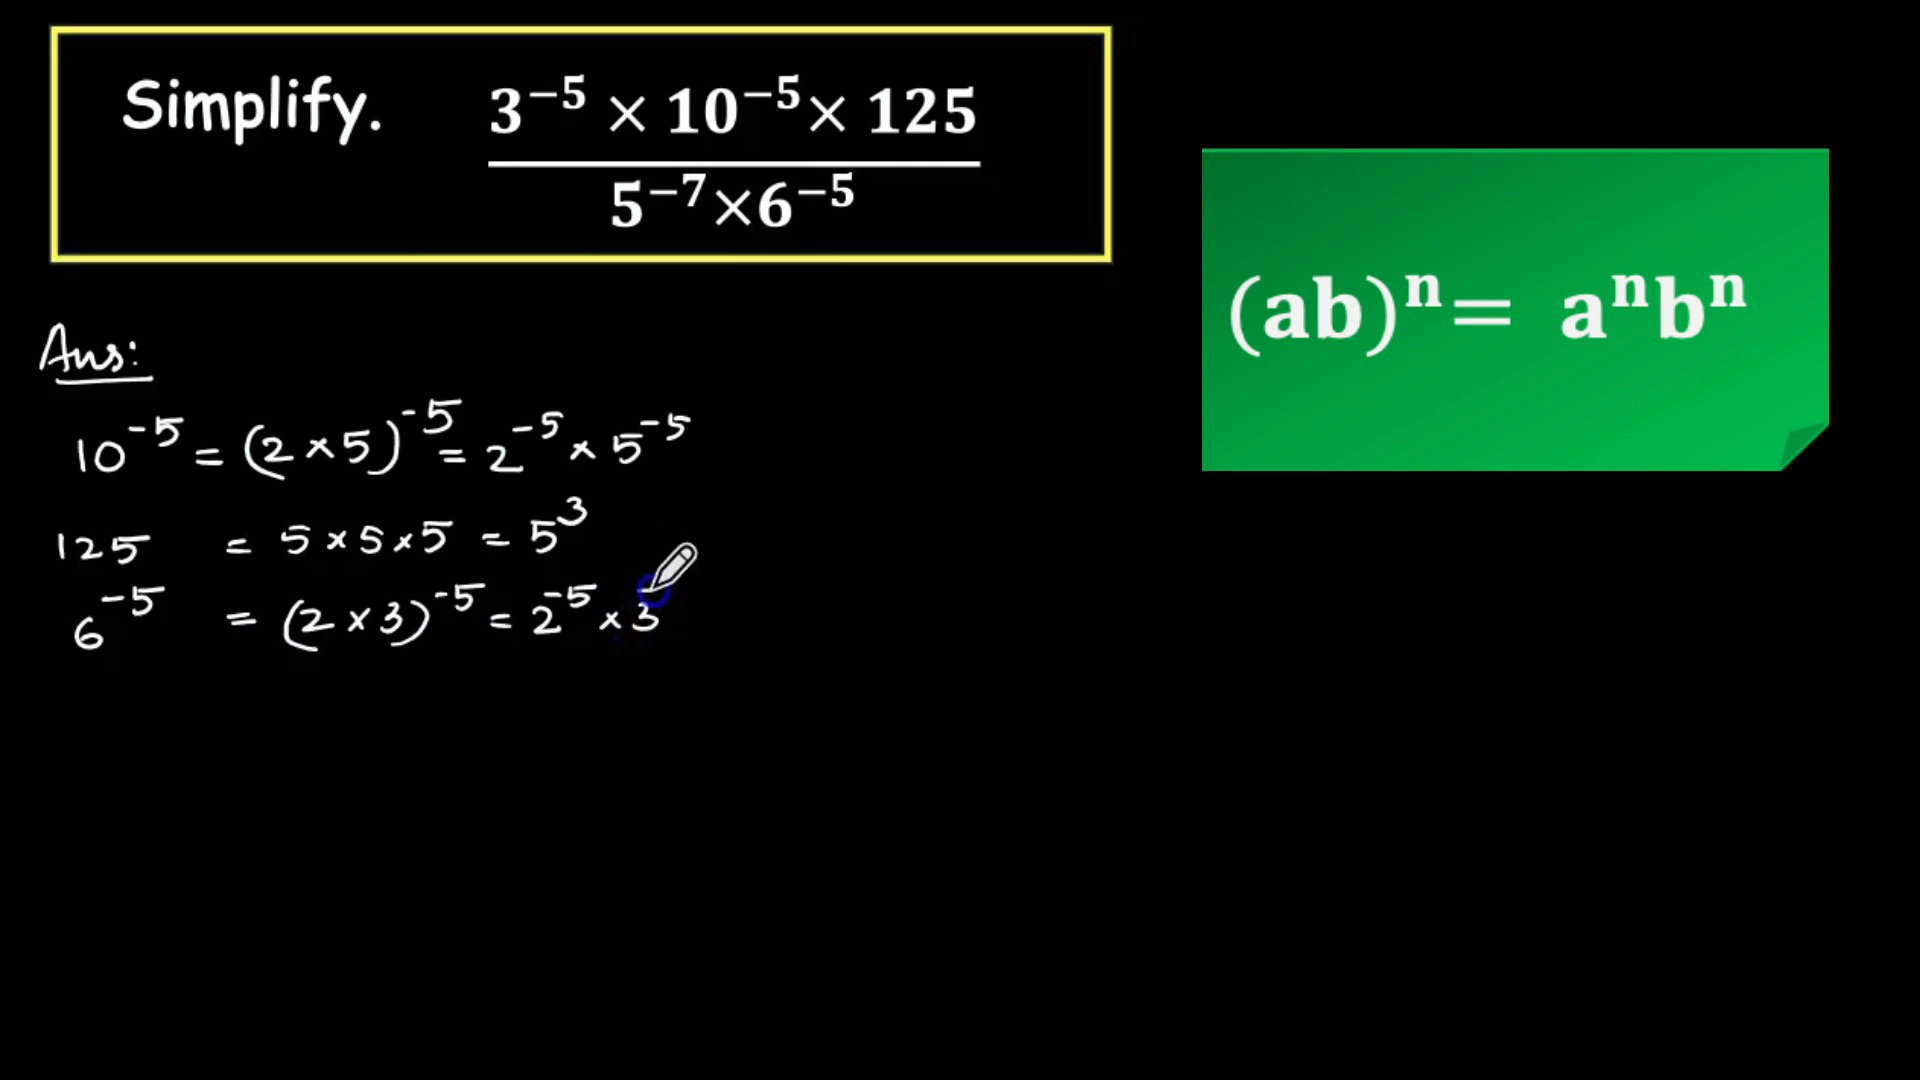 Simplify. 3⁻⁵ × 10⁻⁵ × 125
5⁻⁷ × 6⁻⁵
(ab)ⁿ = aⁿbⁿ
Ans:
10⁻⁵ = (2 × 5)⁻⁵ = 2⁻⁵ × 5⁻⁵
125 = 5 × 5 × 5 = 5³
6⁻⁵ = (2 × 3)⁻⁵ = 2⁻⁵ × 3